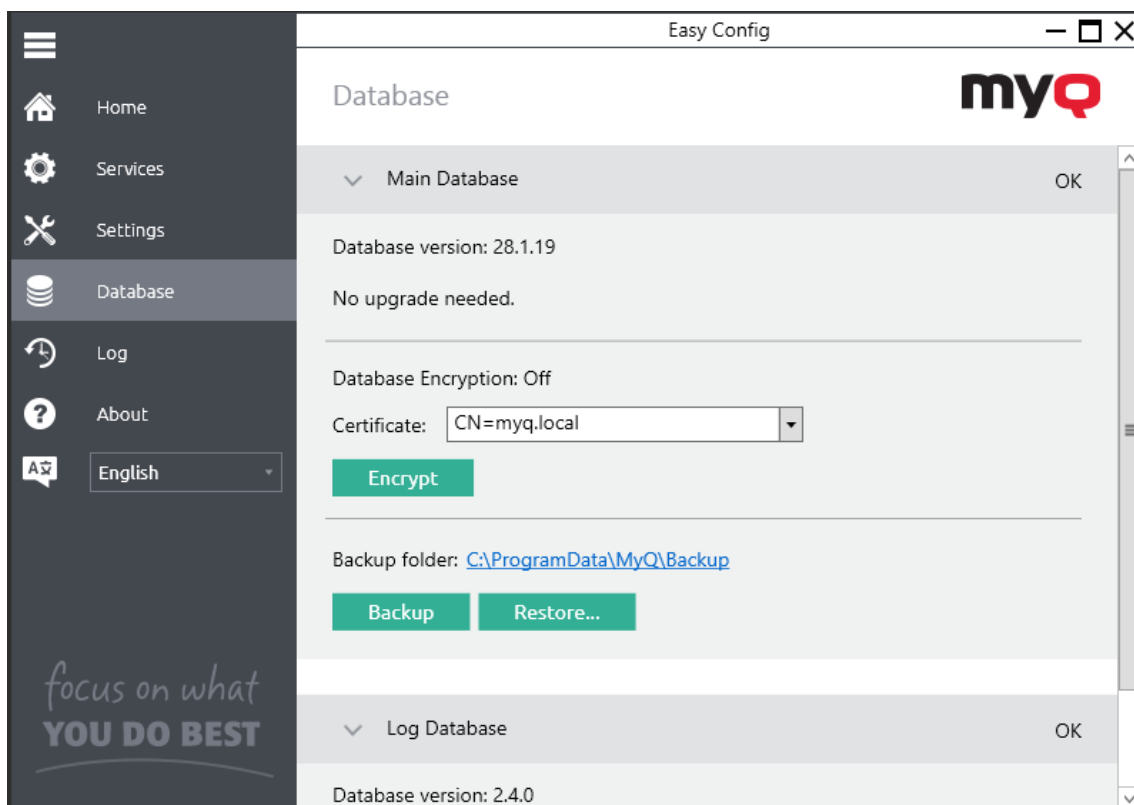 Easy Config
Home
Services
Settings
Database
Log
About
English
focus on what
YOU DO BEST
Database
myQ
Main Database OK
Database version: 28.1.19
No upgrade needed.
Database Encryption: Off
Certificate: CN=myq.local
Encrypt
Backup folder: C:\ProgramData\MyQ\Backup
Backup Restore...
Log Database OK
Database version: 2.4.0